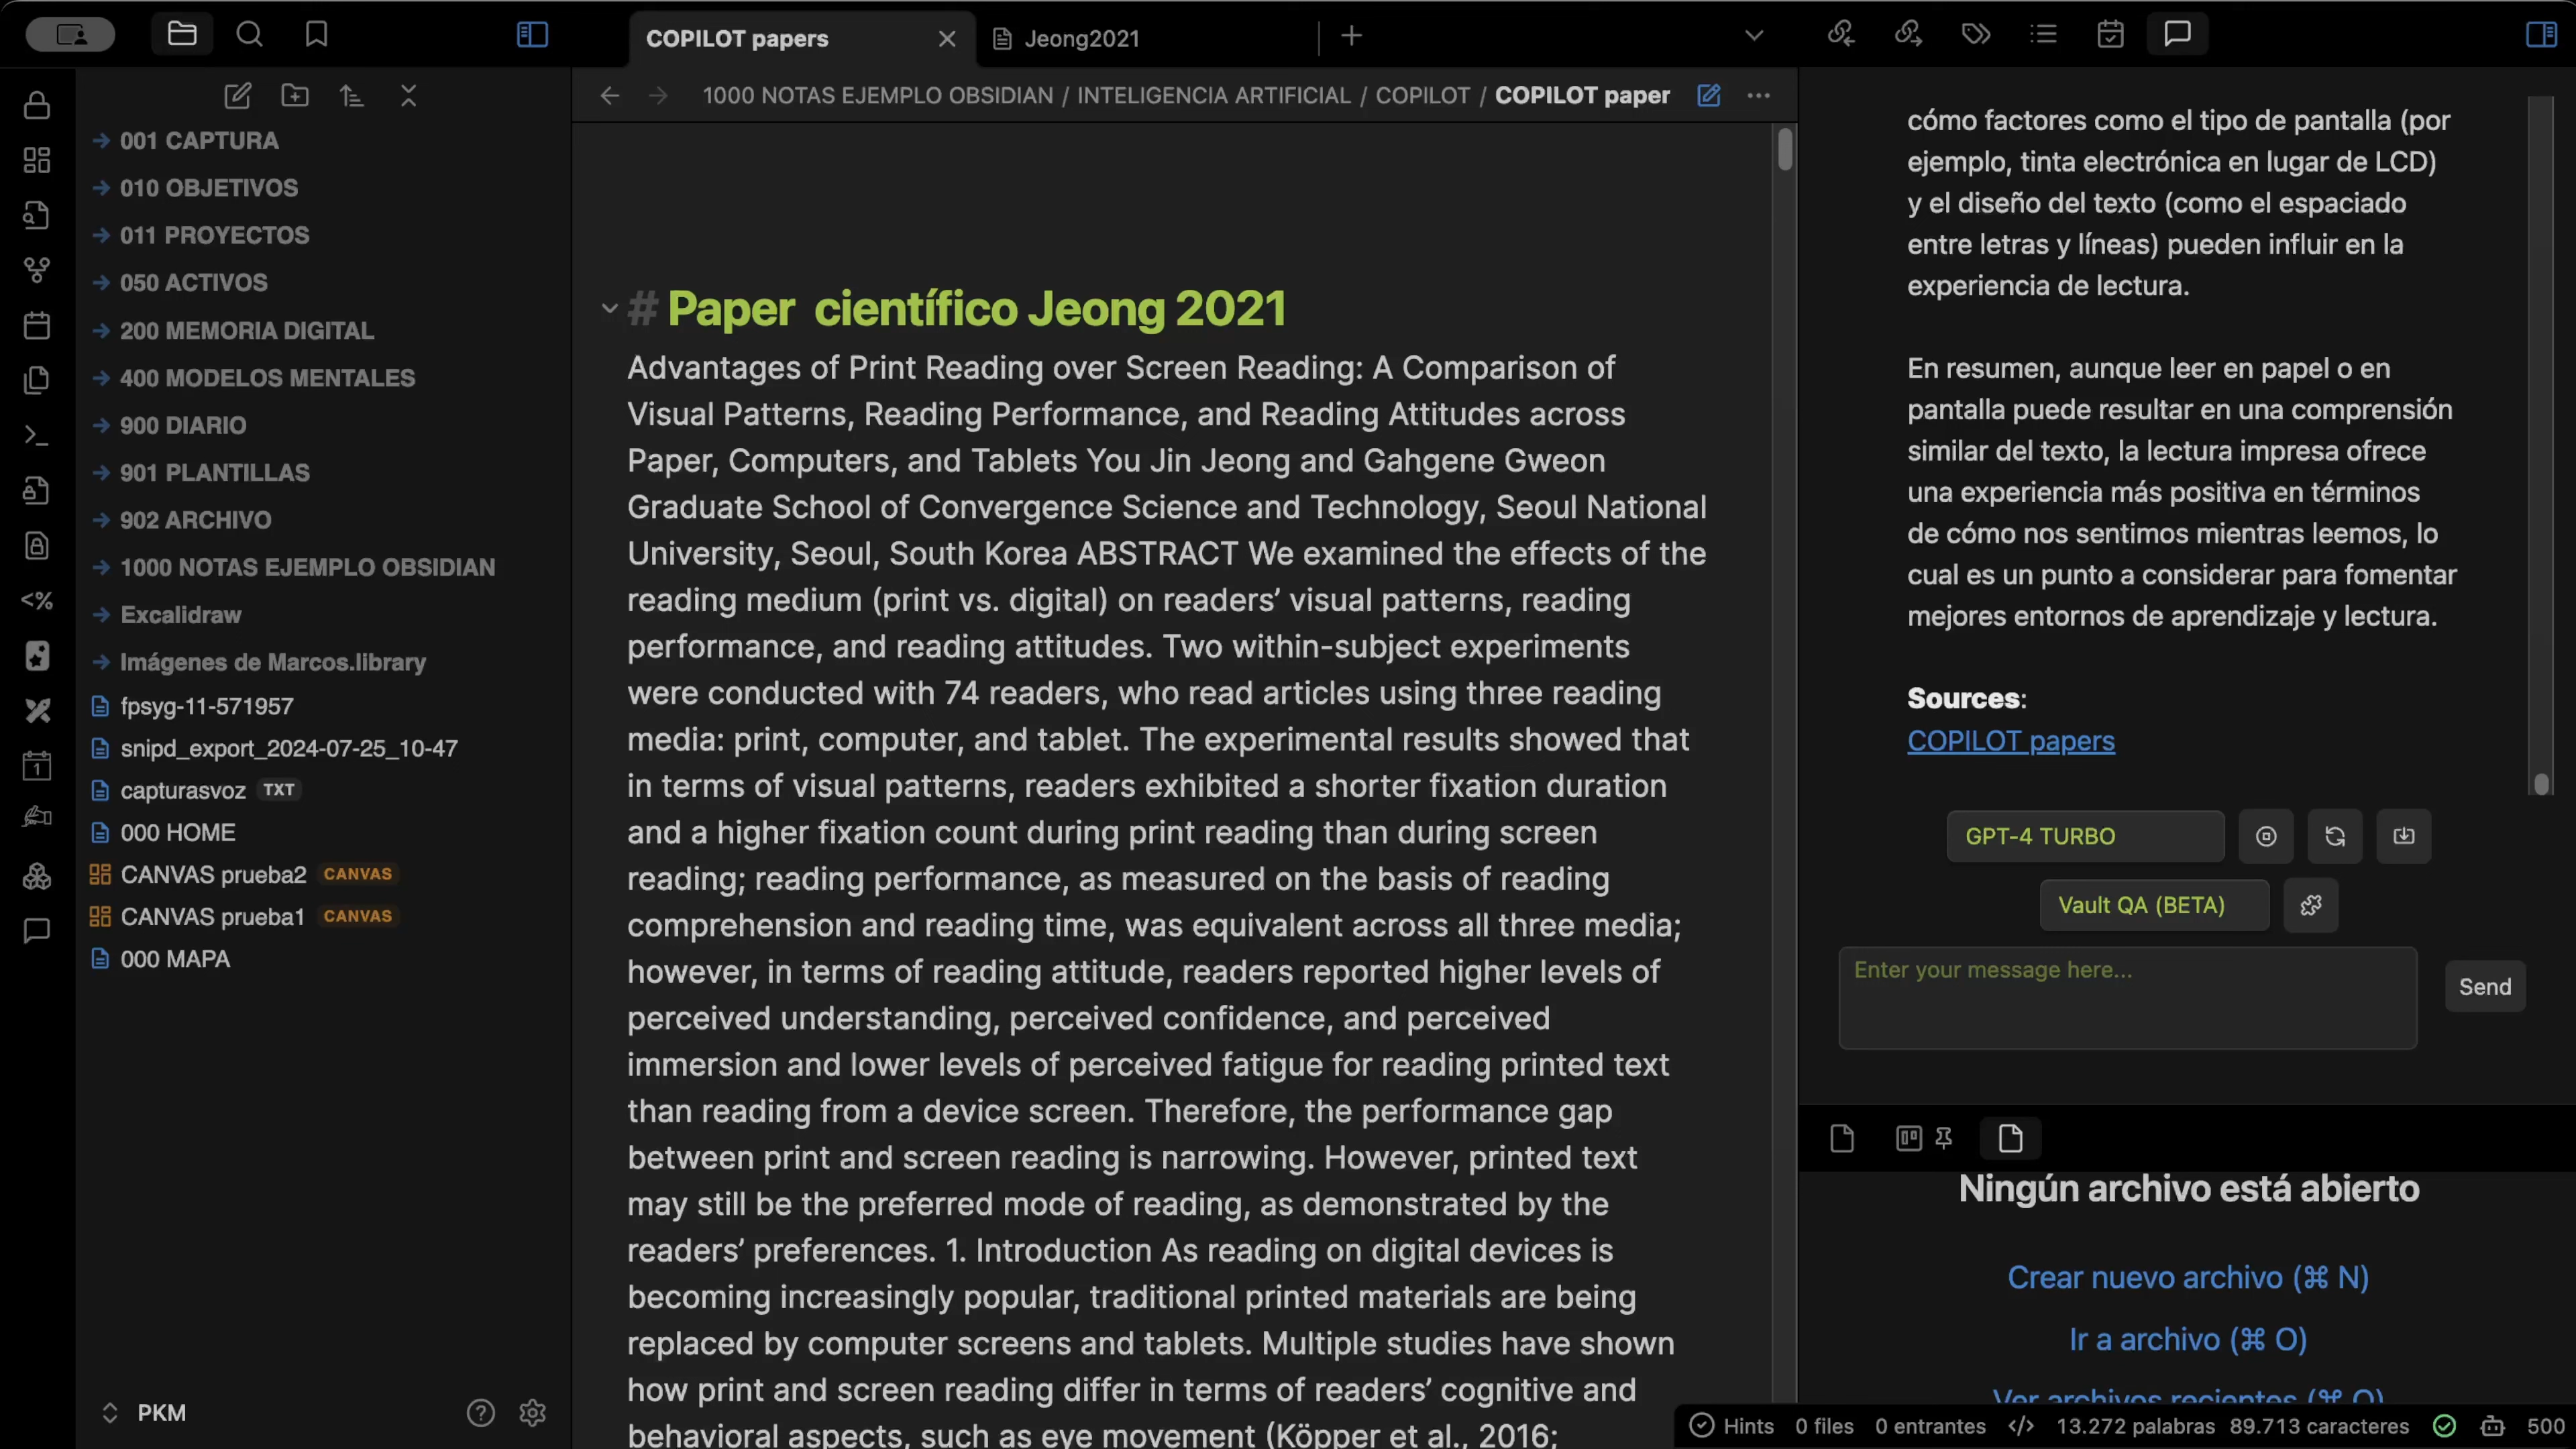 COPILOT papers
Jeong2021
1000 NOTAS EJEMPLO OBSIDIAN / INTELIGENCIA ARTIFICIAL / COPILOT / COPILOT paper
001 CAPTURA
010 OBJETIVOS
011 PROYECTOS
050 ACTIVOS
200 MEMORIA DIGITAL
400 MODELOS MENTALES
900 DIARIO
901 PLANTILLAS
902 ARCHIVO
1000 NOTAS EJEMPLO OBSIDIAN
Excalidraw
Imágenes de Marcos.library
fpsyg-11-571957
snipd_export_2024-07-25_10-47
capturasvoz TXT
000 HOME
CANVAS prueba2 CANVAS
CANVAS prueba1 CANVAS
000 MAPA
PKM
# Paper científico Jeong 2021
Advantages of Print Reading over Screen Reading: A Comparison of
Visual Patterns, Reading Performance, and Reading Attitudes across
Paper, Computers, and Tablets You Jin Jeong and Gahgene Gweon
Graduate School of Convergence Science and Technology, Seoul National
University, Seoul, South Korea ABSTRACT We examined the effects of the
reading medium (print vs. digital) on readers’ visual patterns, reading
performance, and reading attitudes. Two within-subject experiments
were conducted with 74 readers, who read articles using three reading
media: print, computer, and tablet. The experimental results showed that
in terms of visual patterns, readers exhibited a shorter fixation duration
and a higher fixation count during print reading than during screen
reading; reading performance, as measured on the basis of reading
comprehension and reading time, was equivalent across all three media;
however, in terms of reading attitude, readers reported higher levels of
perceived understanding, perceived confidence, and perceived
immersion and lower levels of perceived fatigue for reading printed text
than reading from a device screen. Therefore, the performance gap
between print and screen reading is narrowing. However, printed text
may still be the preferred mode of reading, as demonstrated by the
readers’ preferences. 1. Introduction As reading on digital devices is
becoming increasingly popular, traditional printed materials are being
replaced by computer screens and tablets. Multiple studies have shown
how print and screen reading differ in terms of readers’ cognitive and
behavioral aspects, such as eye movement (Köpper et al., 2016;
cómo factores como el tipo de pantalla (por
ejemplo, tinta electrónica en lugar de LCD)
y el diseño del texto (como el espaciado
entre letras y líneas) pueden influir en la
experiencia de lectura.
En resumen, aunque leer en papel o en
pantalla puede resultar en una comprensión
similar del texto, la lectura impresa ofrece
una experiencia más positiva en términos
de cómo nos sentimos mientras leemos, lo
cual es un punto a considerar para fomentar
mejores entornos de aprendizaje y lectura.
Sources:
COPILOT papers
GPT-4 TURBO
Vault QA (BETA)
Enter your message here...
Send
Ningún archivo está abierto
Crear nuevo archivo (⌘ N)
Ir a archivo (⌘ O)
Ver archivos recientes (⌘ O)
Hints 0 files 0 entrantes </> 13.272 palabras 89.713 caracteres 500